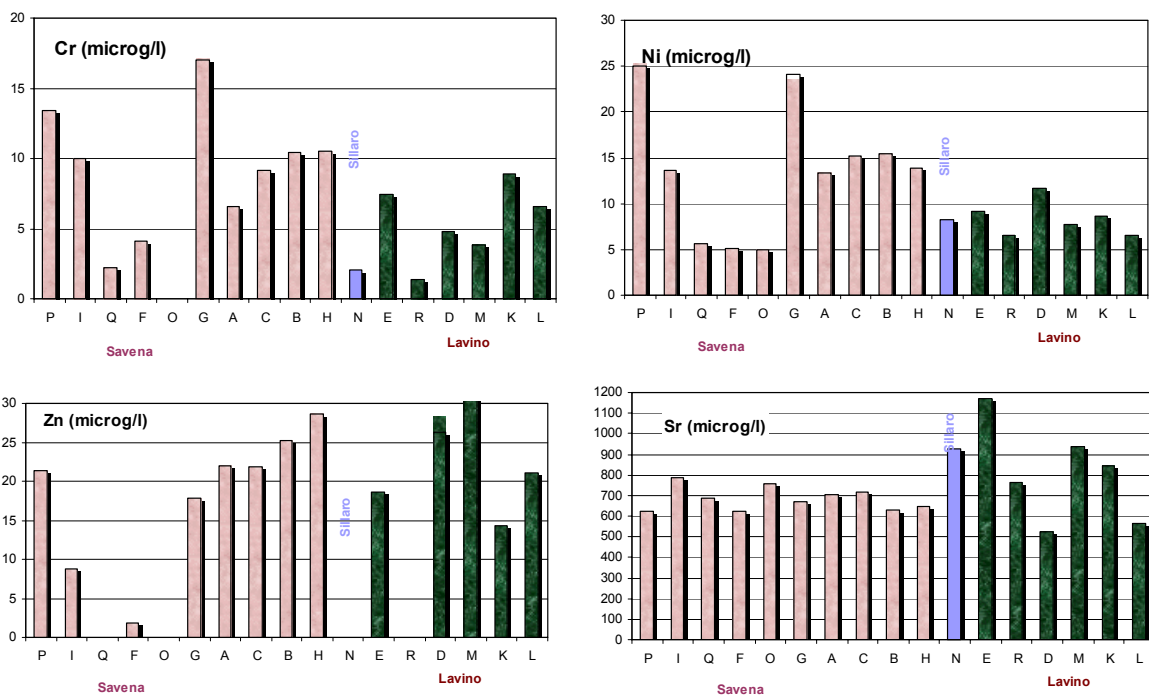 Cr (microg/l)
20
15
10
5
0
Sillaro
P I Q F O G A C B H N E R D M K L
Savena
Lavino
Ni (microg/l)
30
25
20
15
10
5
0
Sillaro
P I Q F O G A C B H N E R D M K L
Savena
Lavino
Zn (microg/l)
30
25
20
15
10
5
0
Sillaro
P I Q F O G A C B H N E R D M K L
Savena
Lavino
Sr (microg/l)
1200
1100
1000
900
800
700
600
500
400
300
200
100
0
Sillaro
P I Q F O G A C B H N E R D M K L
Savena
Lavino